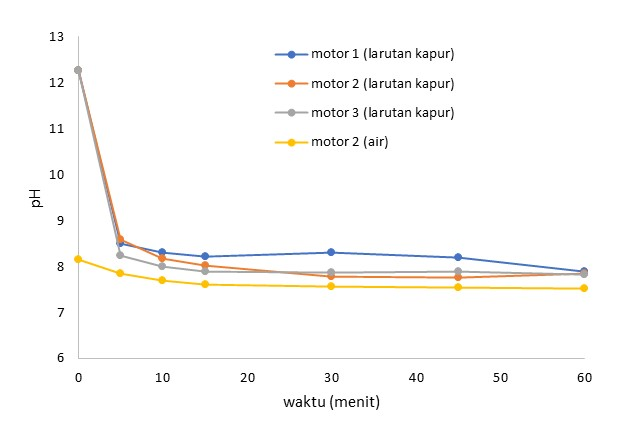 13
motor 1 (larutan kapur)
12
motor 2 (larutan kapur)
11
motor 3 (larutan kapur)
motor 2 (air)
10
pH
9
8
7
6
0 10 20 30 40 50 60
waktu (menit)